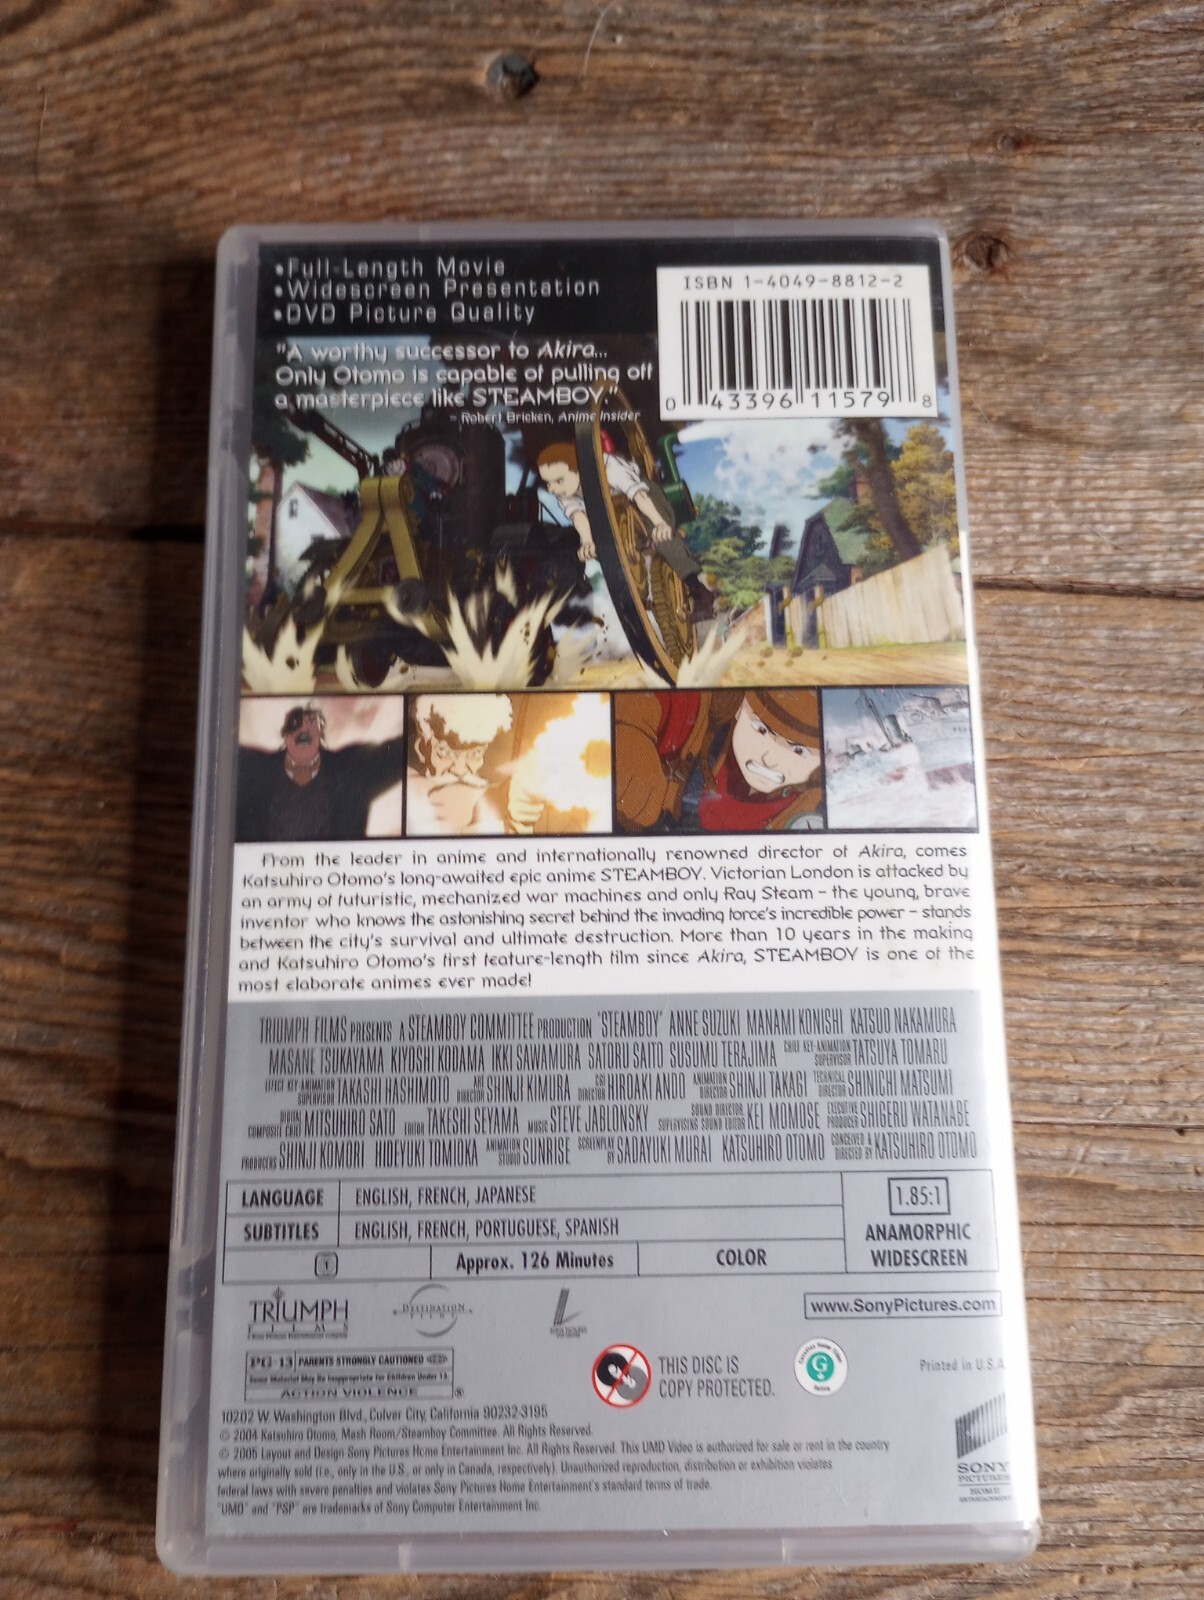 •Full-Length Movie
•Widescreen Presentation
•DVD Picture Quality
ISBN 1-4049-8812-2
0 43396 11579 8
"A worthy successor to Akira...
Only Otomo is capable of pulling off
a masterpiece like STEAMBOY."
- Robert Bricken, Anime Insider
From the leader in anime and internationally renowned director of Akira, comes
Katsuhiro Otomo's long-awaited epic anime STEAMBOY. Victorian London is attacked by
an army of futuristic, mechanized war machines and only Ray Steam – the young, brave
inventor who knows the astonishing secret behind the invading force's incredible power – stands
between the city's survival and ultimate destruction. More than 10 years in the making
and Katsuhiro Otomo's first feature-length film since Akira, STEAMBOY is one of the
most elaborate animes ever made!
TRIUMPH FILMS PRESENTS A STEAMBOY COMMITTEE PRODUCTION "STEAMBOY" ANNE SUZUKI MANAMI KONISHI KATSUO NAKAMURA
MASANE TSUKAYAMA KIYOSHI KODAMA IKKI SAWAMURA SATORU SAITO SUSUMU TERAJIMA CHIEF KEY-ANIMATION SUPERVISOR TATSUYA TOMARU
EFFECT KEY ANIMATION SUPERVISOR TAKASHI HASHIMOTO ART DIRECTOR SHINJI KIMURA CGI DIRECTOR HIROAKI ANDO ANIMATION DIRECTOR SHINJI TAKAGI TECHNICAL DIRECTOR SHINICHI MATSUMI
DIGITAL COMPOSITE CHIEF MITSUHIRO SATO EDITOR TAKESHI SEYAMA MUSIC STEVE JABLONSKY SOUND DIRECTOR SUPERVISING SOUND EDITOR KEI MOMOSE EXECUTIVE PRODUCER SHIGERU WATANABE
PRODUCERS SHINJI KOMORI HIDEYUKI TOMIOKA ANIMATION STUDIO SUNRISE SCREENPLAY BY SADAYUKI MURAI KATSUHIRO OTOMO CONCEIVED & DIRECTED BY KATSUHIRO OTOMO
LANGUAGE ENGLISH, FRENCH, JAPANESE
SUBTITLES ENGLISH, FRENCH, PORTUGUESE, SPANISH
1 Approx. 126 Minutes COLOR
1.85:1
ANAMORPHIC
WIDESCREEN
TRIUMPH
FILMS
DESTINATION
FILMS
www.SonyPictures.com
PG-13 PARENTS STRONGLY CAUTIONED
Some Material May Be Inappropriate for Children Under 13.
ACTION VIOLENCE
THIS DISC IS
COPY PROTECTED.
G
Printed in U.S.A
10202 W. Washington Blvd., Culver City, California 90232-3195
© 2004 Katsuhiro Otomo, Mash Room/Steamboy Committee. All Rights Reserved.
© 2005 Layout and Design Sony Pictures Home Entertainment Inc. All Rights Reserved. This UMD Video is authorized for sale or rent in the country
where originally sold (i.e., only in the U.S., or only in Canada, respectively). Unauthorized reproduction, distribution or exhibition violates
federal laws with severe penalties and violates Sony Pictures Home Entertainment's standard terms of trade.
"UMD" and "PSP" are trademarks of Sony Computer Entertainment Inc.
SONY
PICTURES
HOME
ENTERTAINMENT